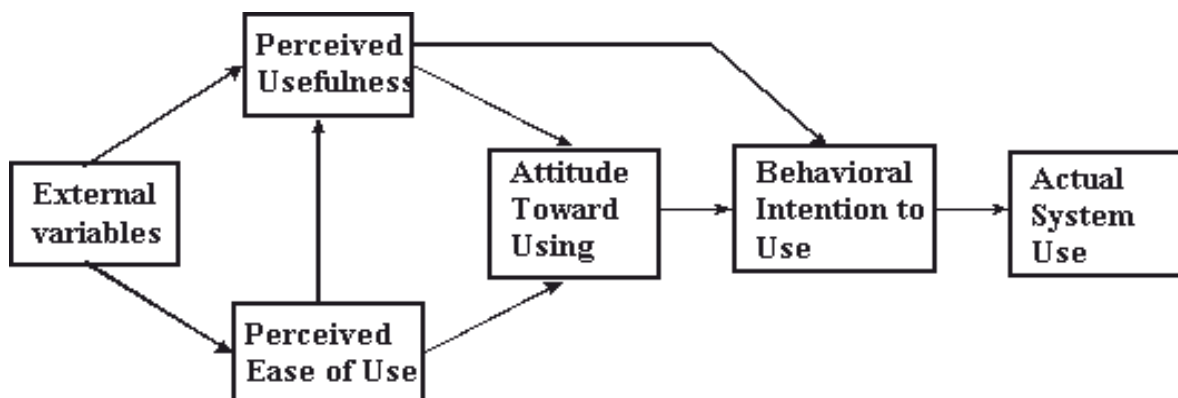 Perceived
Usefulness
External
variables
Perceived
Ease of Use
Attitude
Toward
Using
Behavioral
Intention to
Use
Actual
System
Use